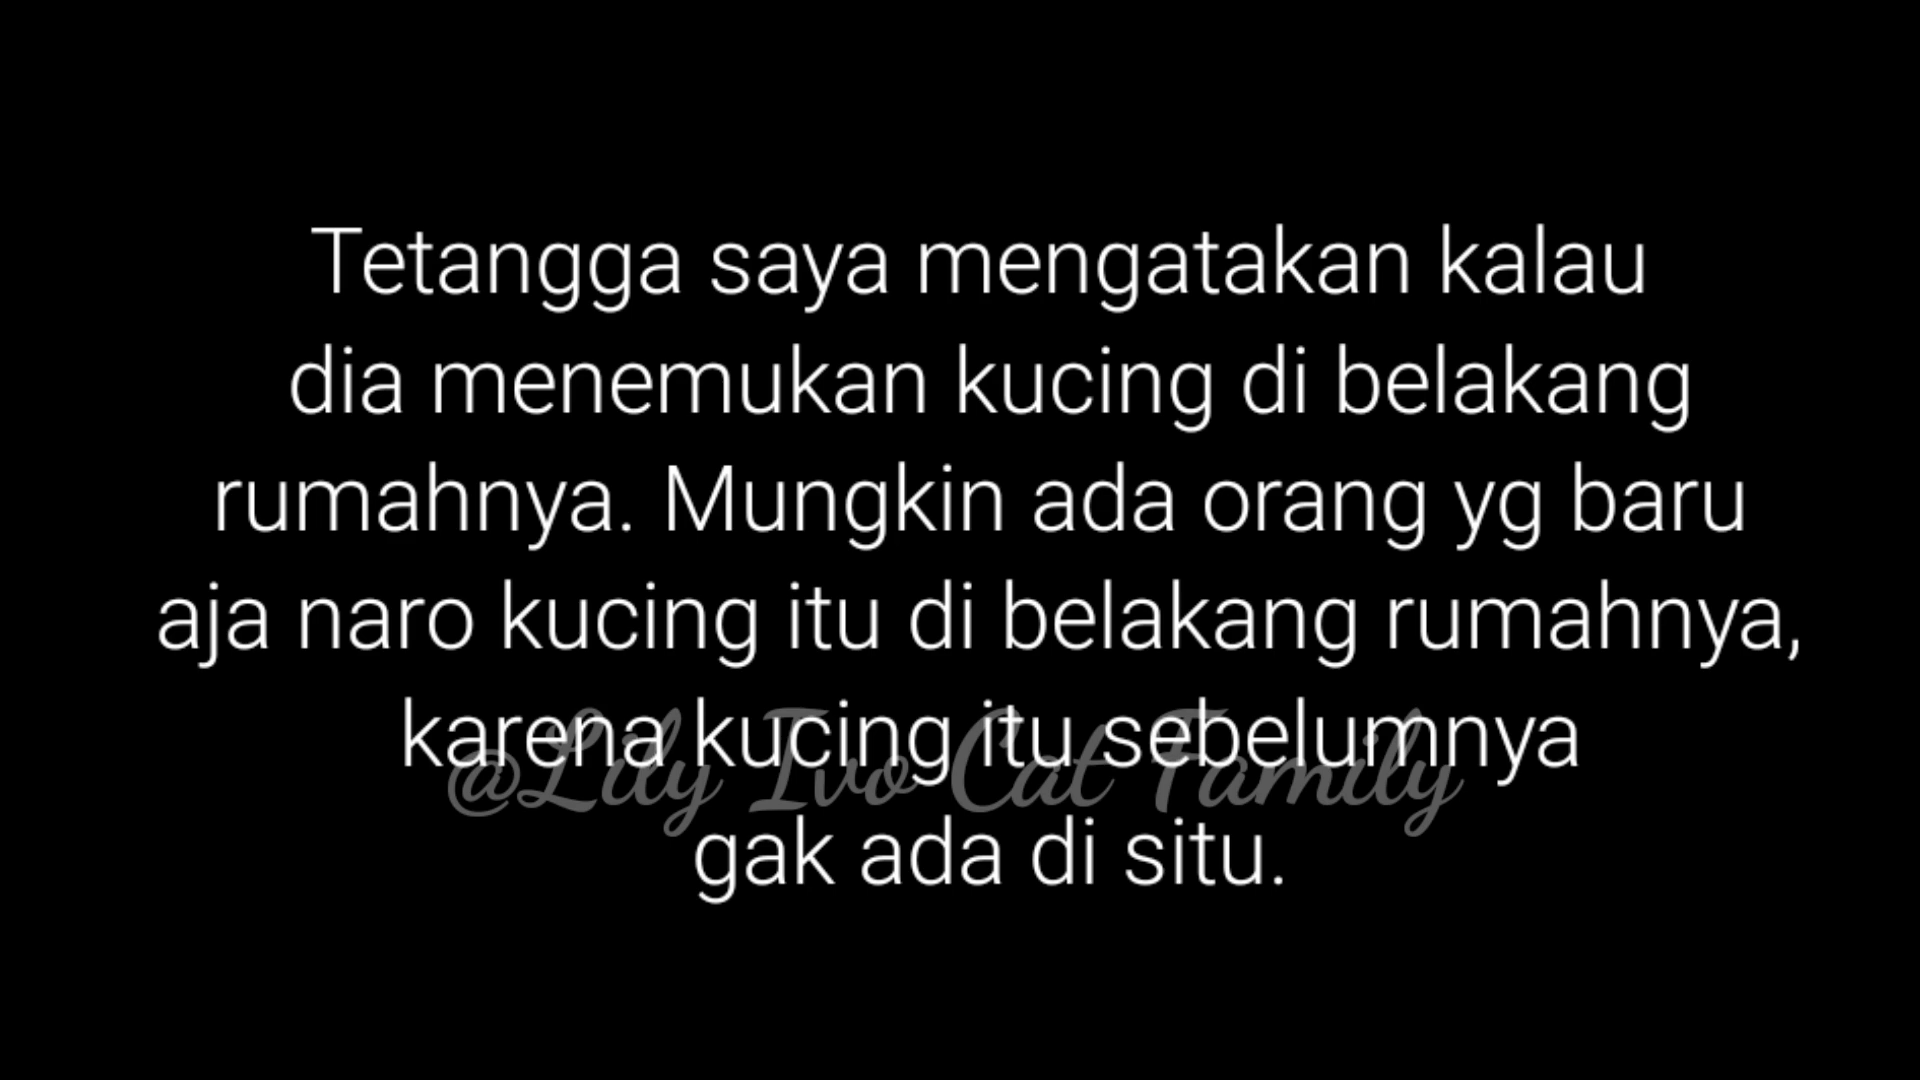 Tetangga saya mengatakan kalau
dia menemukan kucing di belakang
rumahnya. Mungkin ada orang yg baru
aja naro kucing itu di belakang rumahnya,
karena kucing itu sebelumnya
@Lily Ivo Cat Family
gak ada di situ.